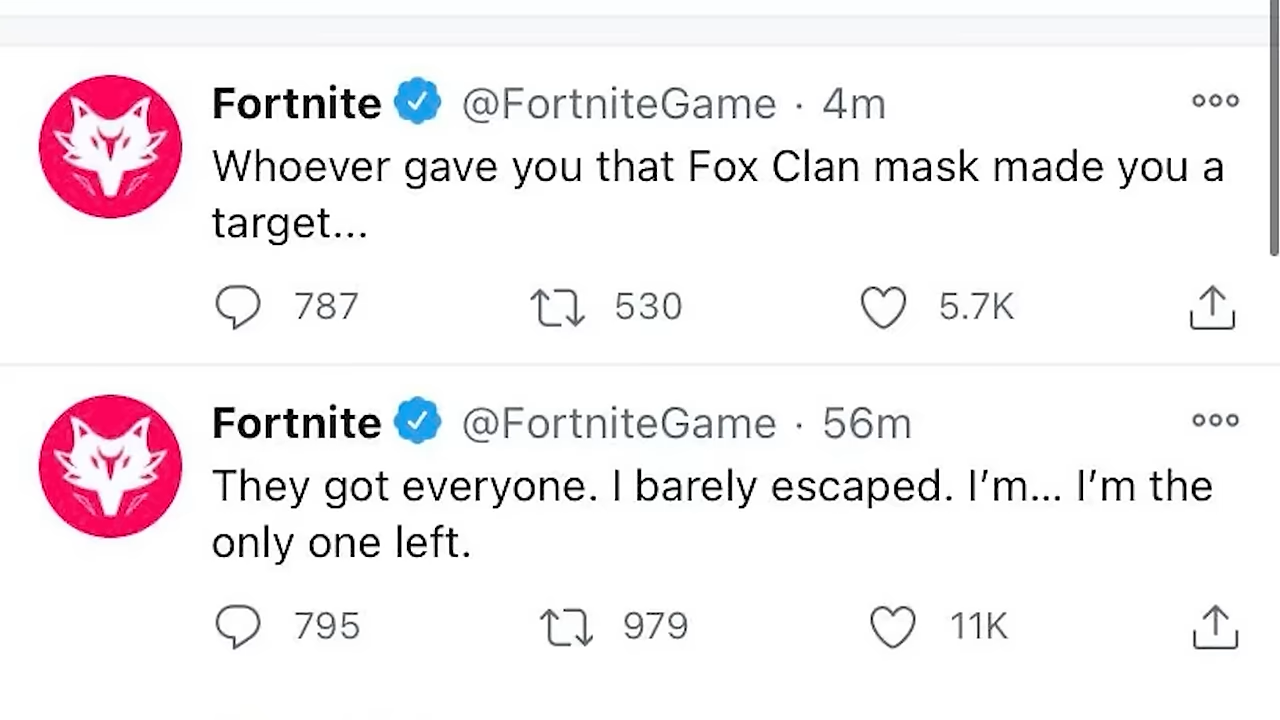 Fortnite @FortniteGame · 4m
Whoever gave you that Fox Clan mask made you a
target...
787 530 5.7K
Fortnite @FortniteGame · 56m
They got everyone. I barely escaped. I’m... I’m the
only one left.
795 979 11K